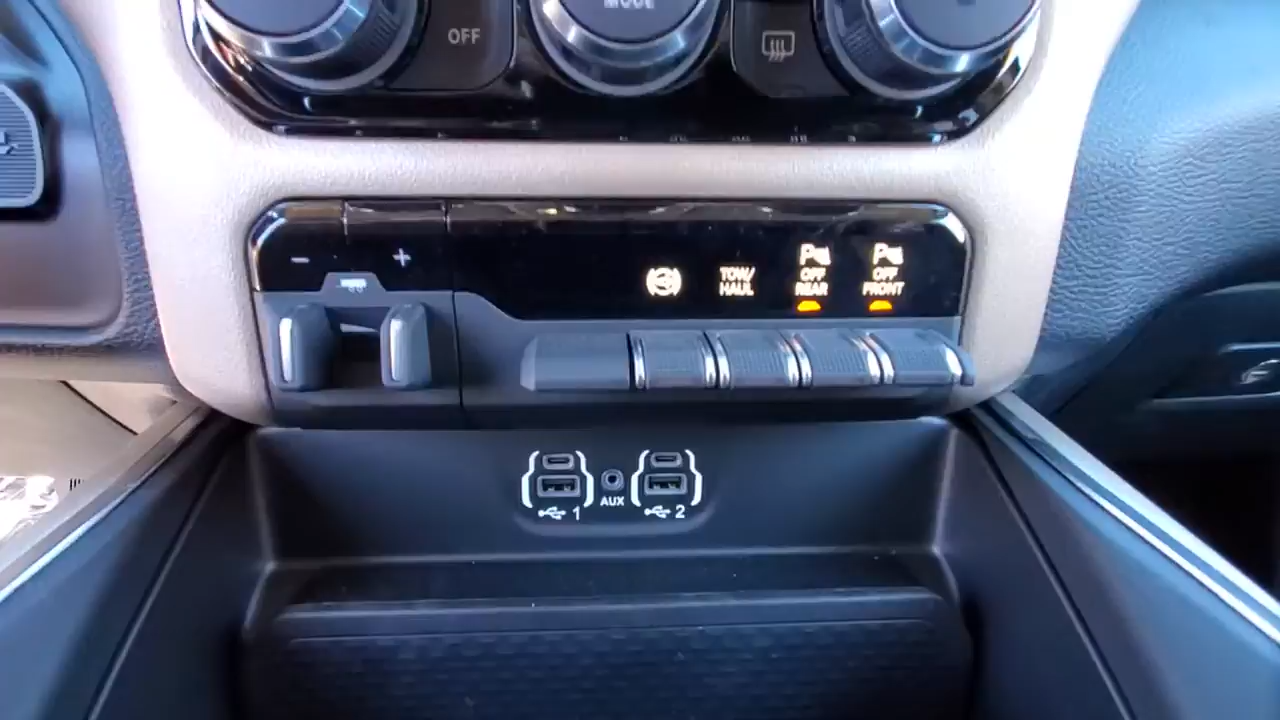 MODE
OFF
- +
TOW/
HAUL
P OFF
REAR
P OFF
FRONT
1
AUX
2